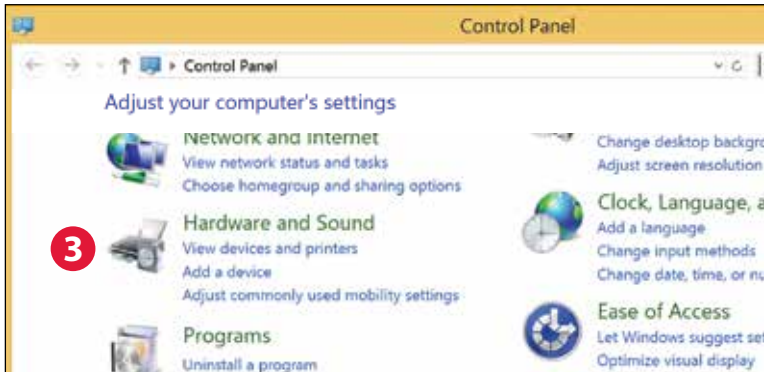 Control Panel
Control Panel
Adjust your computer's settings
Network and Internet
View network status and tasks
Choose homegroup and sharing options
3
Hardware and Sound
View devices and printers
Add a device
Adjust commonly used mobility settings
Programs
Uninstall a program
Change desktop backgro
Adjust screen resolution
Clock, Language, a
Add a language
Change input methods
Change date, time, or nu
Ease of Access
Let Windows suggest set
Optimize visual display